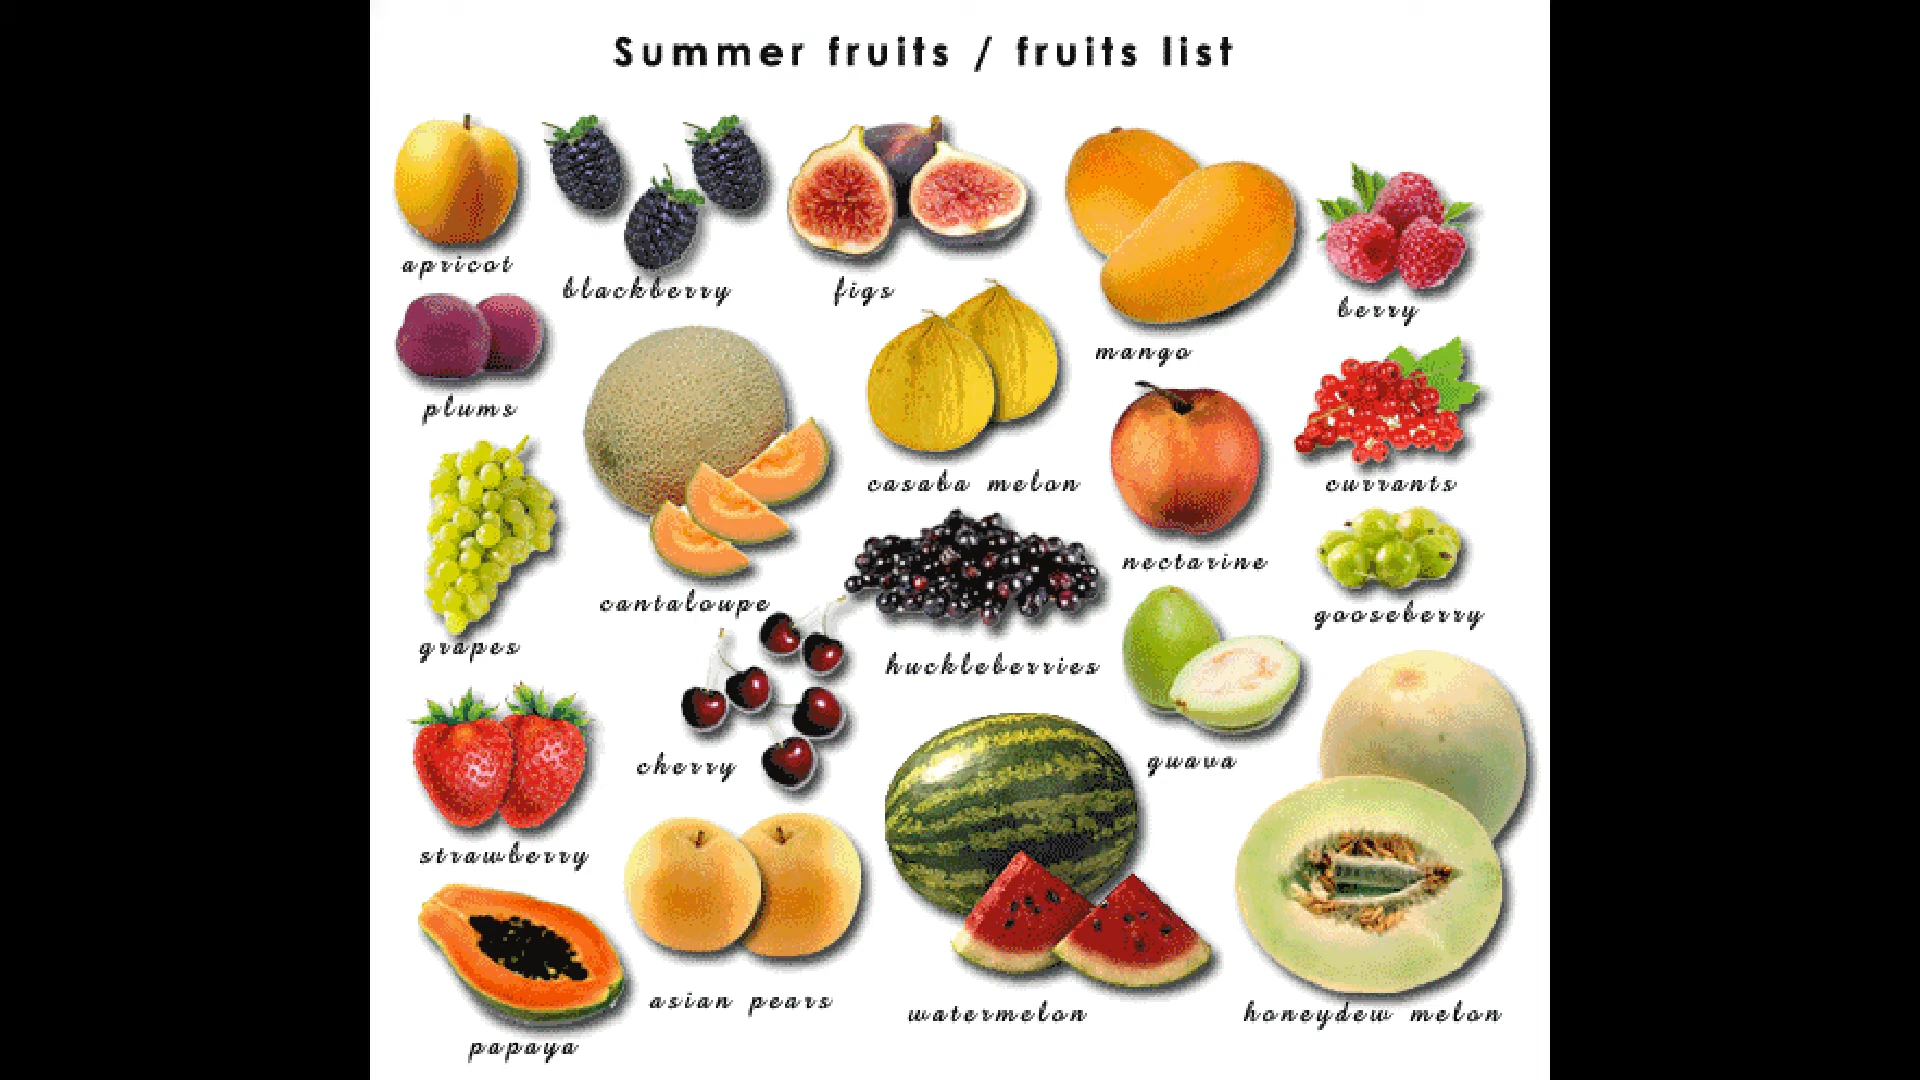 Summer fruits / fruits list
apricot
blackberry
figs
mango
berry
plums
cantaloupe
casaba melon
nectarine
currants
grapes
huckleberries
gooseberry
strawberry
cherry
guava
papaya
asian pears
watermelon
honeydew melon